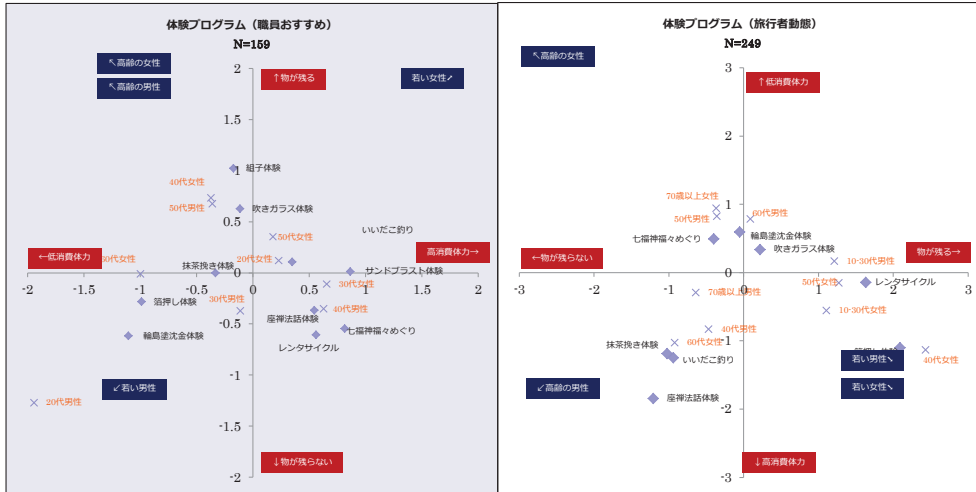 体験プログラム（職員おすすめ）
N=159
↖高齢の女性
↖高齢の男性
↑物が残る
若い女性↗
2
1.5
1
組子体験
40代女性
50代男性
吹きガラス体験
0.5
いいだこ釣り
50代女性
←低消費体力
高消費体力→
20代女性
抹茶挽き体験
サンドブラスト体験
0
-2
-1.5
-1
-0.5
0
0.5
1
1.5
2
30代女性
箔押し体験
30代男性
40代男性
座禅法話体験
七福神福々めぐり
輪島塗沈金体験
-0.5
レンタサイクル
-1
↙若い男性
20代男性
-1.5
↓物が残らない
-2
体験プログラム（旅行者動態）
N=249
↖高齢の女性
3
↑低消費体力
2
70歳以上女性
1
50代男性
60代男性
七福神福々めぐり
輪島塗沈金体験
吹きガラス体験
←物が残らない
物が残る→
10-30代男性
0
-3
-2
-1
0
1
2
3
50代女性
レンタサイクル
70歳以上男性
10-30代女性
40代男性
60代女性
抹茶挽き体験
-1
いいだこ釣り
40代女性
若い男性↘
↙高齢の男性
若い女性↘
座禅法話体験
-2
↓高消費体力
-3